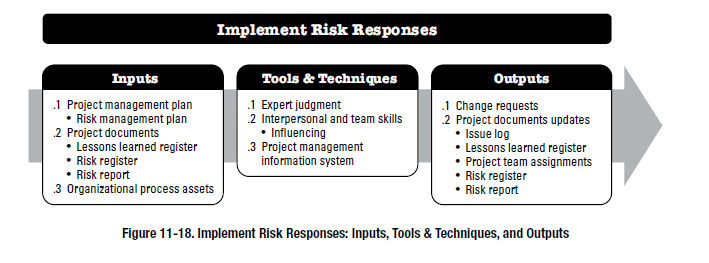 Implement Risk Responses
Inputs
.1 Project management plan
• Risk management plan
.2 Project documents
• Lessons learned register
• Risk register
• Risk report
.3 Organizational process assets
Tools & Techniques
.1 Expert judgment
.2 Interpersonal and team skills
• Influencing
.3 Project management
information system
Outputs
.1 Change requests
.2 Project documents updates
• Issue log
• Lessons learned register
• Project team assignments
• Risk register
• Risk report
Figure 11-18. Implement Risk Responses: Inputs, Tools & Techniques, and Outputs